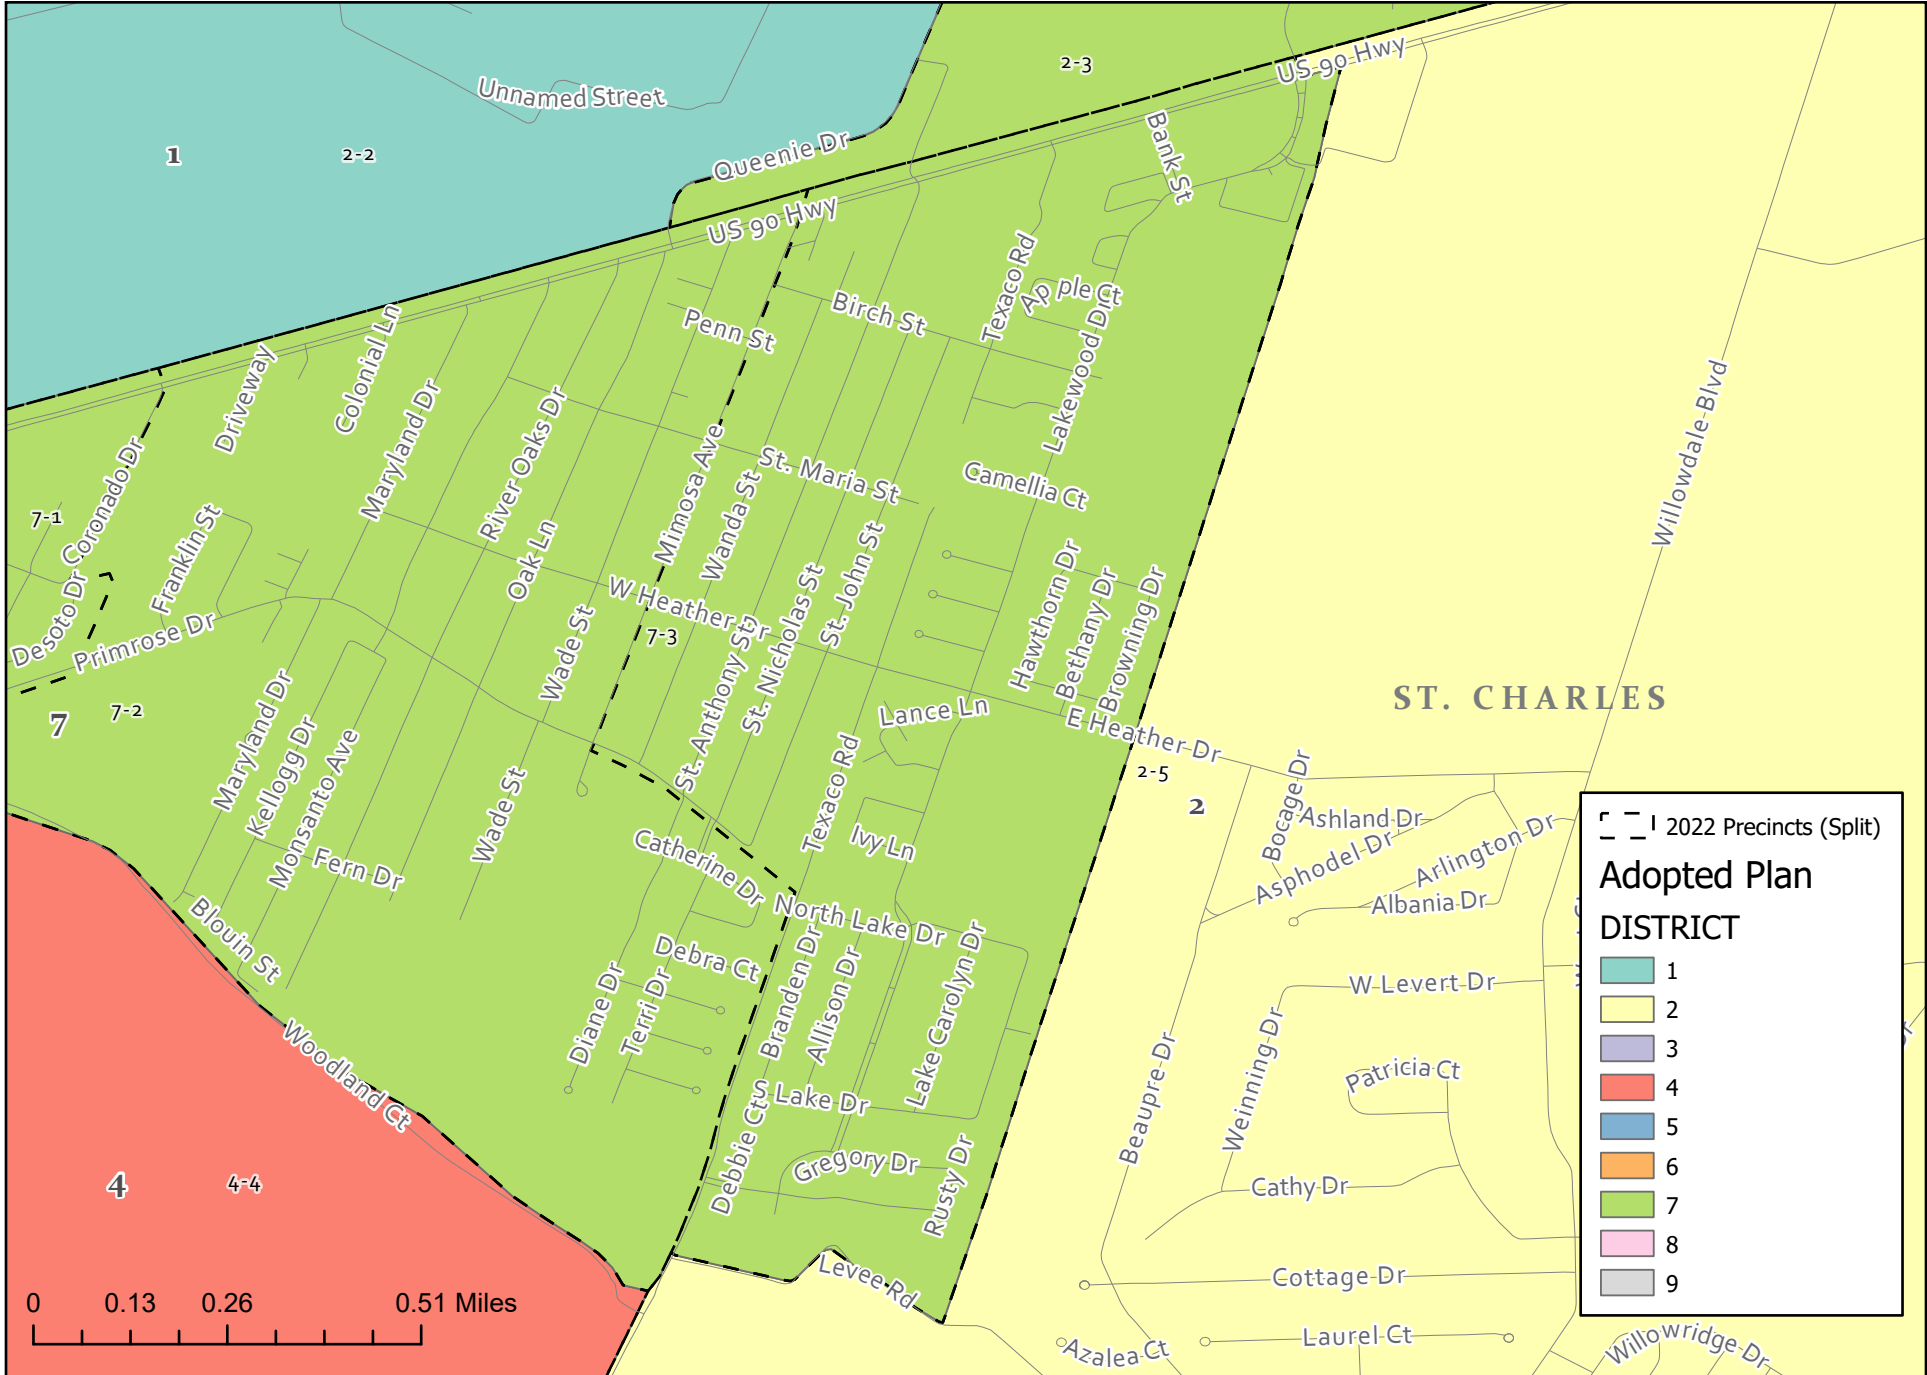 2-3
US 90 Hwy
Unnamed Street
Queenie Dr
Bank St
1
2-2
US 90 Hwy
Texaco Rd
Ap ple Ct
Birch St
Penn St
Lakewood Dr
Colonial Ln
Driveway
Maryland Dr
River Oaks Dr
Willowdale Blvd
Mimosa Ave
Wanda St
St. Maria St
Camellia Ct
Coronado Dr
7-1
Franklin St
Oak Ln
St. John St
St. Nicholas St
Hawthorn Dr
Bethany Dr
Browning Dr
Desoto Dr
Primrose Dr
W Heather Dr
7-3
Wade St
St. Anthony St
Lance Ln
E Heather Dr
ST. CHARLES
7
7-2
Maryland Dr
Kellogg Dr
Monsanto Ave
Wade St
Texaco Rd
2-5
2
Bocage Dr
Ashland Dr
Asphodel Dr
Arlington Dr
Albania Dr
Ivy Ln
Catherine Dr
Fern Dr
Blouin St
North Lake Dr
Debra Ct
Branden Dr
Allison Dr
Lake Carolyn Dr
Diane Dr
Terri Dr
W Levert Dr
Weinning Dr
Beaupre Dr
Patricia Ct
Woodland Ct
S Lake Dr
Debbie Ct
Gregory Dr
Rusty Dr
Cathy Dr
4
4-4
Levee Rd
Cottage Dr
Laurel Ct
Azalea Ct
Willowridge Dr
2022 Precincts (Split)
Adopted Plan
DISTRICT
1
2
3
4
5
6
7
8
9
0 0.13 0.26 0.51 Miles